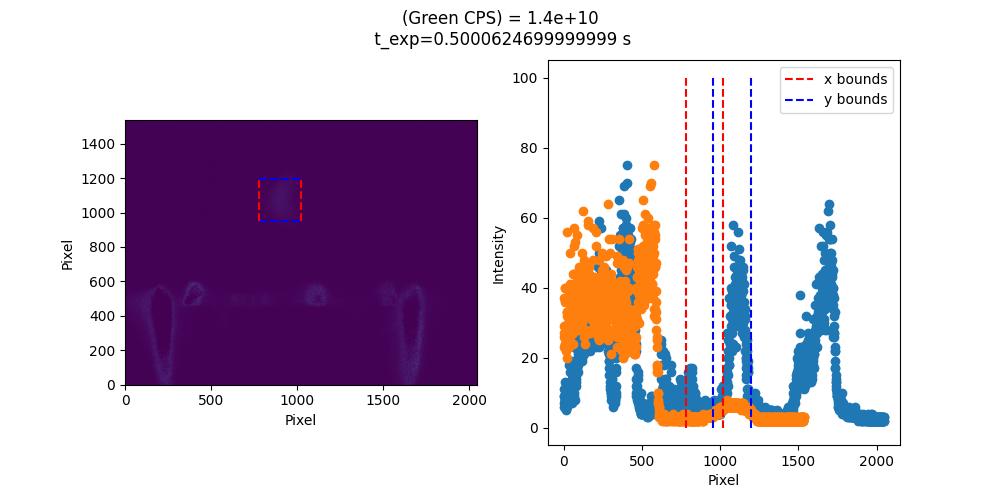 (Green CPS) = 1.4e+10
t_exp=0.5000624699999999 s
1400
1200
1000
800
600
400
200
0
Pixel
0 500 1000 1500 2000
Pixel
100
80
60
40
20
0
Intensity
0 500 1000 1500 2000
Pixel
x bounds
y bounds